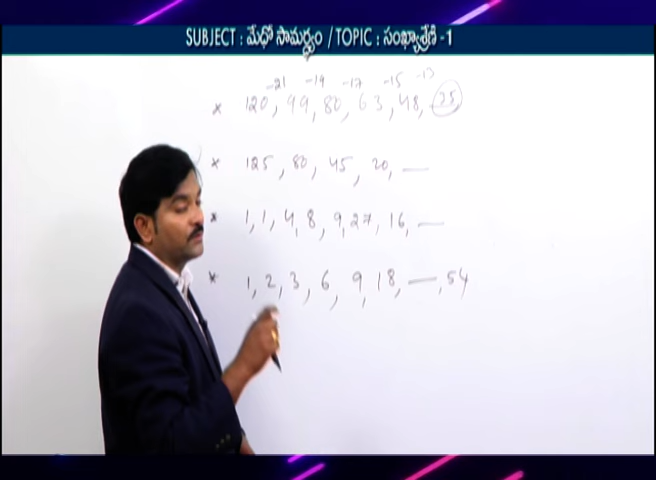 SUBJECT : మేధో సామర్థ్యం / TOPIC : సంఖ్యాశ్రేణి -1
-21 -19 -17 -15 -13
* 120, 99, 80, 63, 48, 35
* 125, 80, 45, 20, —
* 1, 1, 4, 8, 9, 27, 16, —
* 1, 2, 3, 6, 9, 18, —, 54